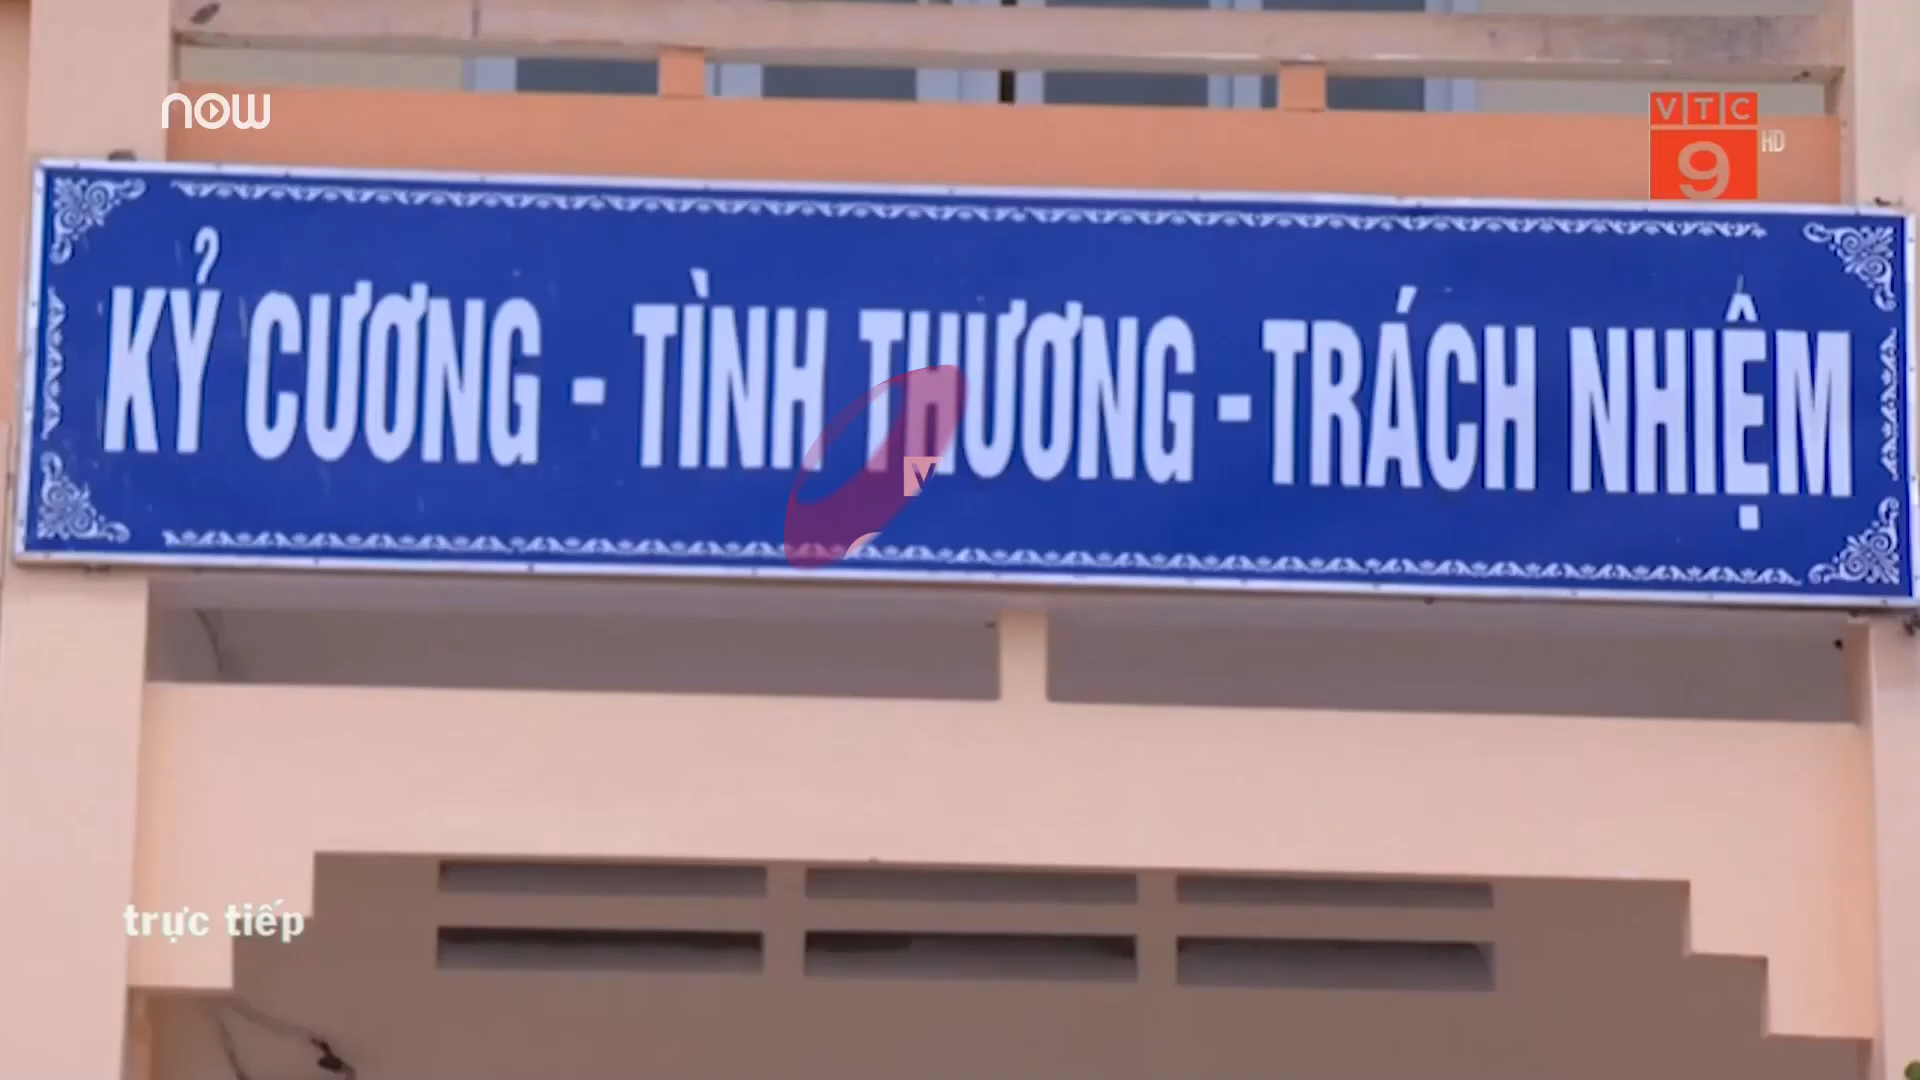 now
VTC
9 HD
KỶ CƯƠNG - TÌNH THƯƠNG - TRÁCH NHIỆM
V
trực tiếp